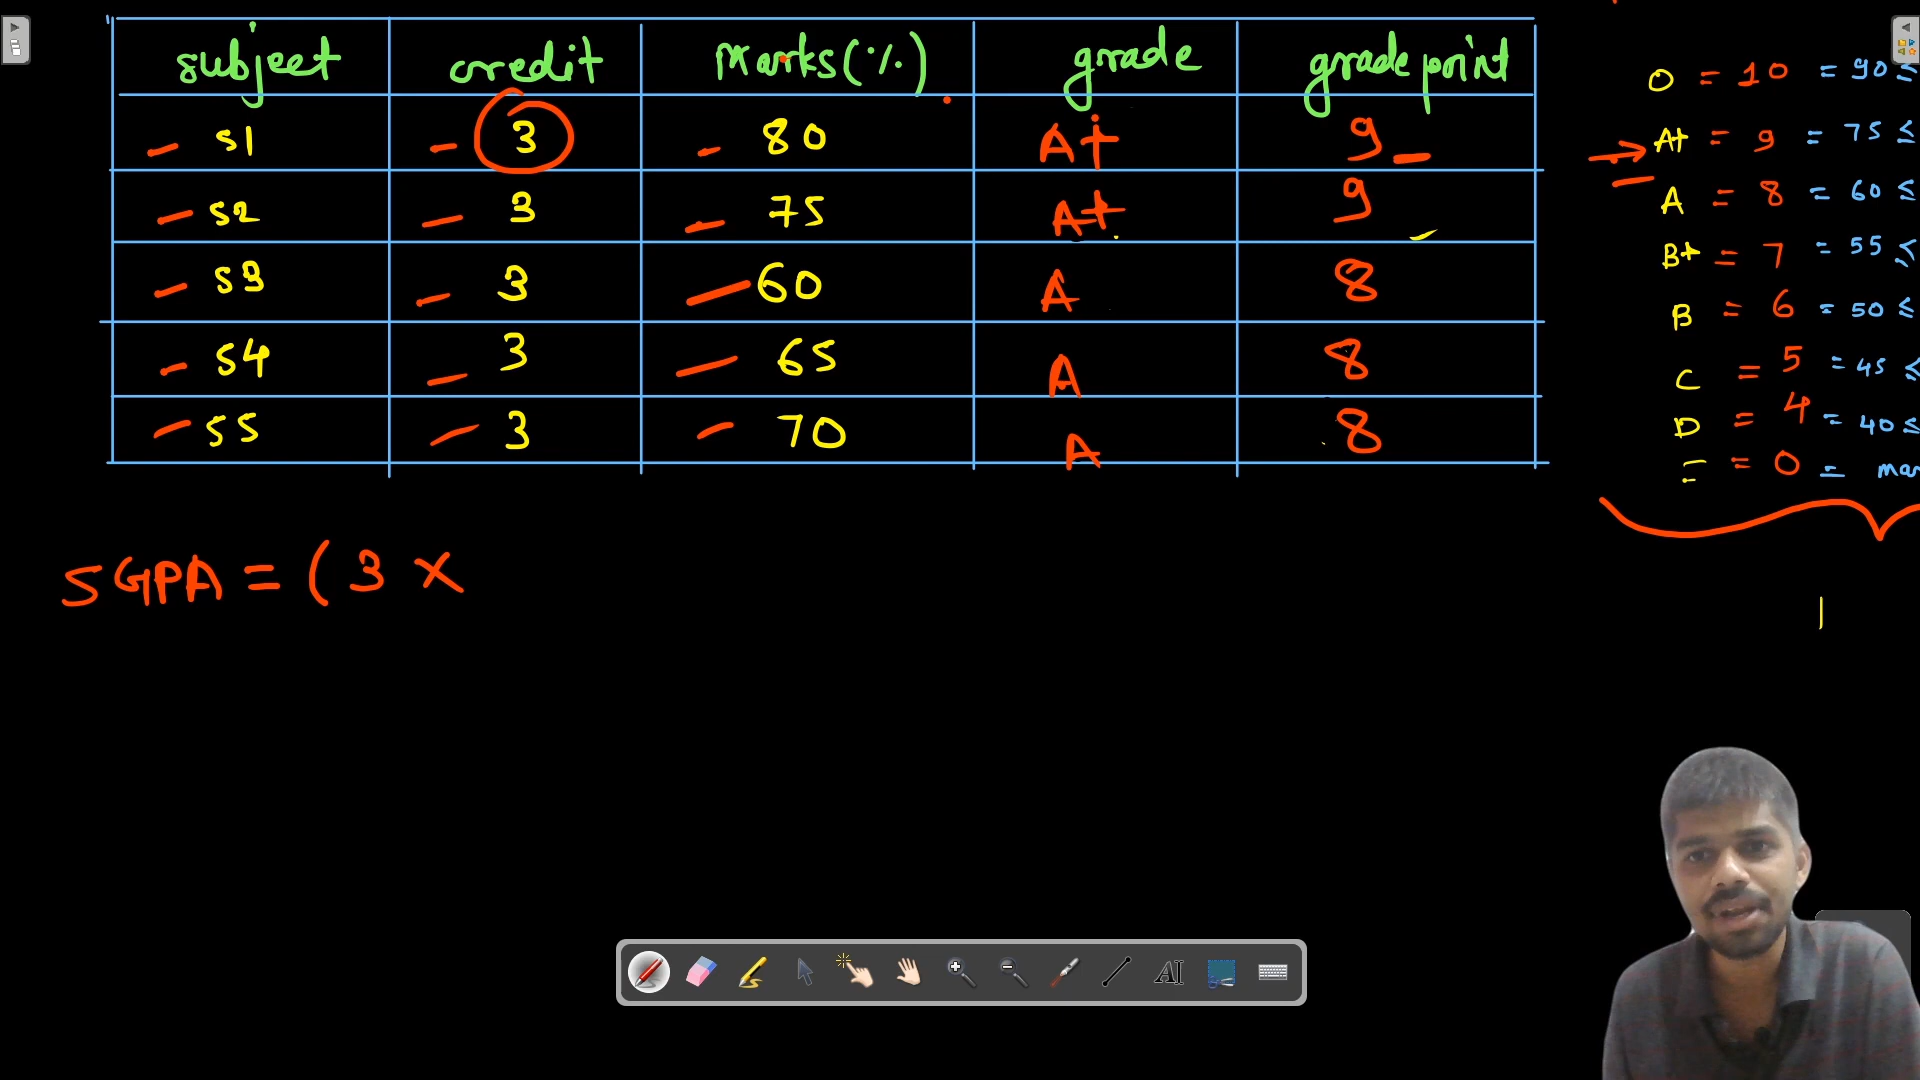 subject credit marks(%) grade grade point
S1 3 80 A+ 9
S2 3 75 A+ 9
S3 3 60 A 8
S4 3 65 A 8
S5 3 70 A 8
O = 10 = 90 ≤
A+ = 9 = 75 ≤
A = 8 = 60 ≤
B+ = 7 = 55 ≤
B = 6 = 50 ≤
C = 5 = 45 ≤
D = 4 = 40 ≤
= 0 =
SGPA = ( 3 ×
AI